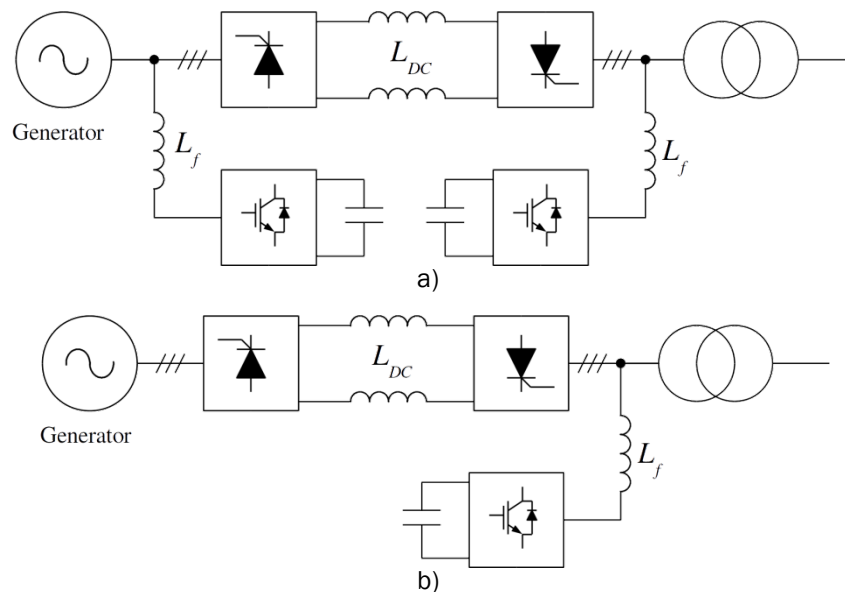 L_DC
Generator
L_f
L_f
a)
L_DC
Generator
L_f
b)